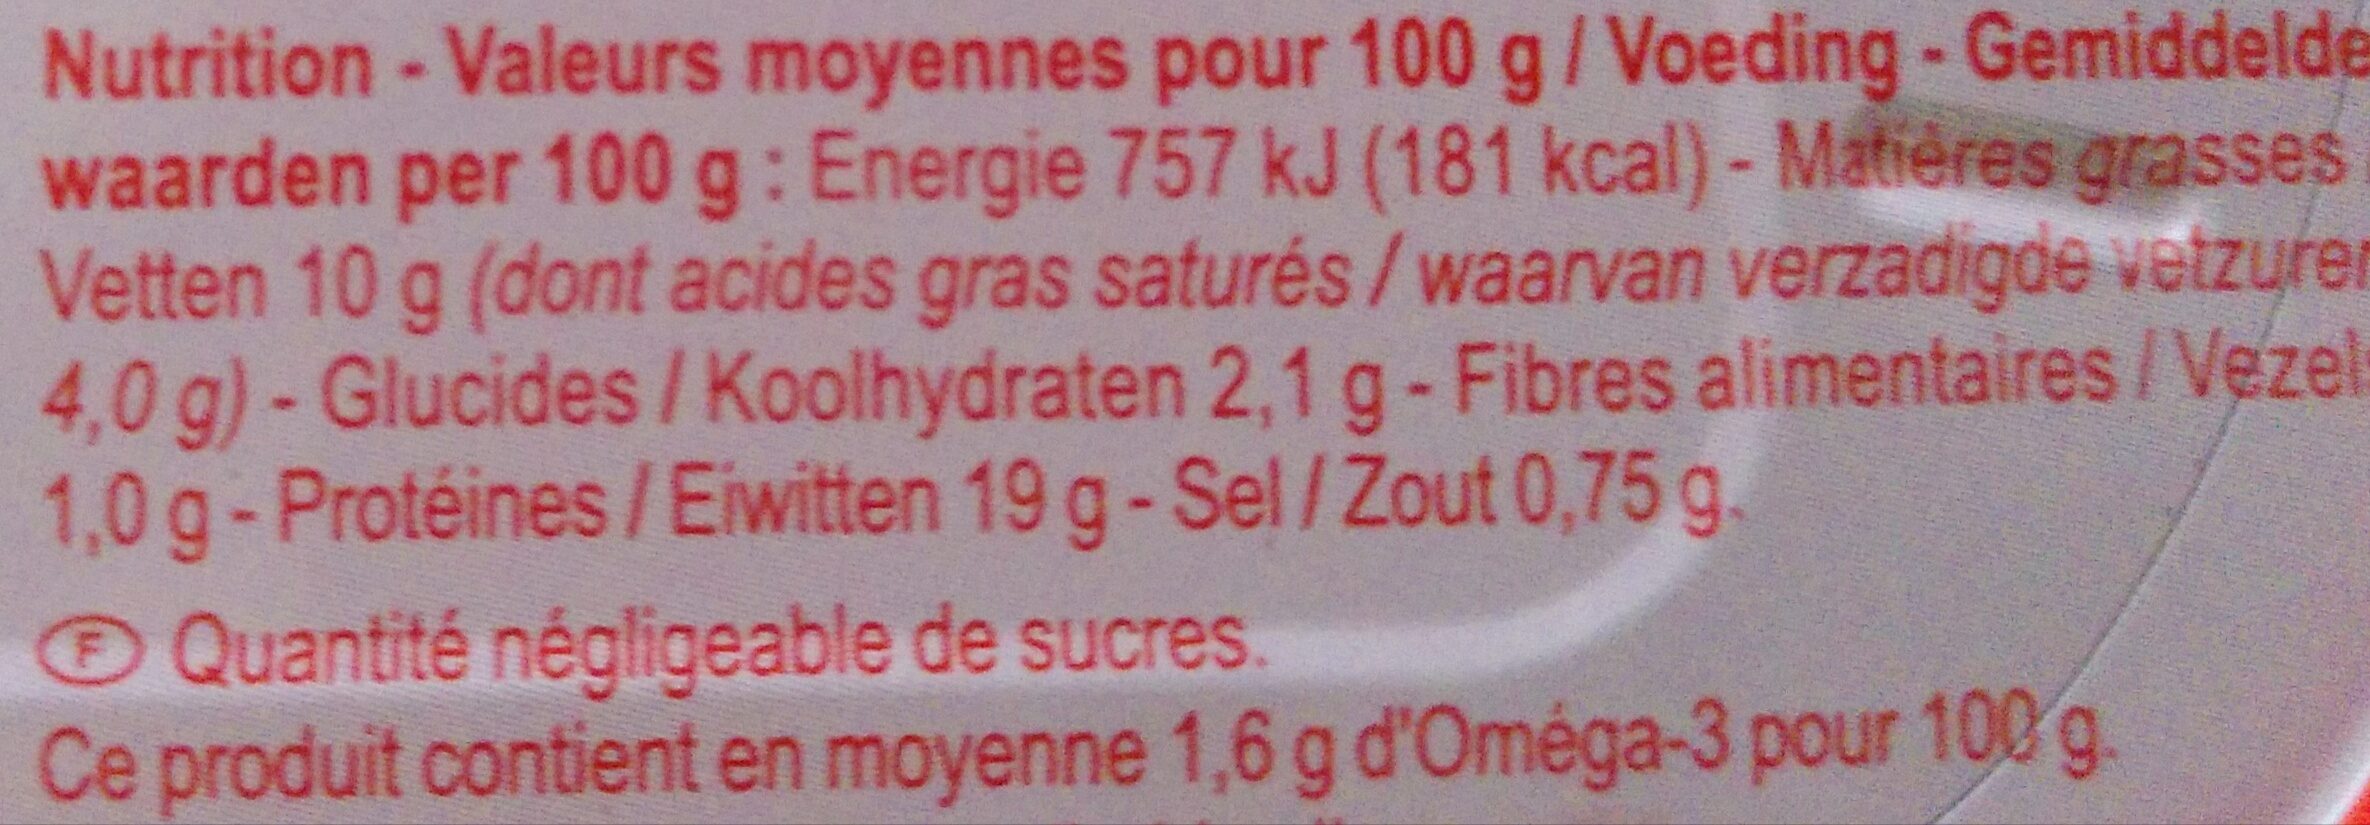 Nutrition - Valeurs moyennes pour 100 g / Voeding - Gemiddelde
waarden per 100 g : Energie 757 kJ (181 kcal) - Matières grasses
Vetten 10 g (dont acides gras saturés / waarvan verzadigde vetzuren
4,0 g) - Glucides / Koolhydraten 2,1 g - Fibres alimentaires / Vezel
1,0 g - Protéines / Eiwitten 19 g - Sel / Zout 0,75 g.
F Quantité négligeable de sucres.
Ce produit contient en moyenne 1,6 g d'Oméga-3 pour 100 g.